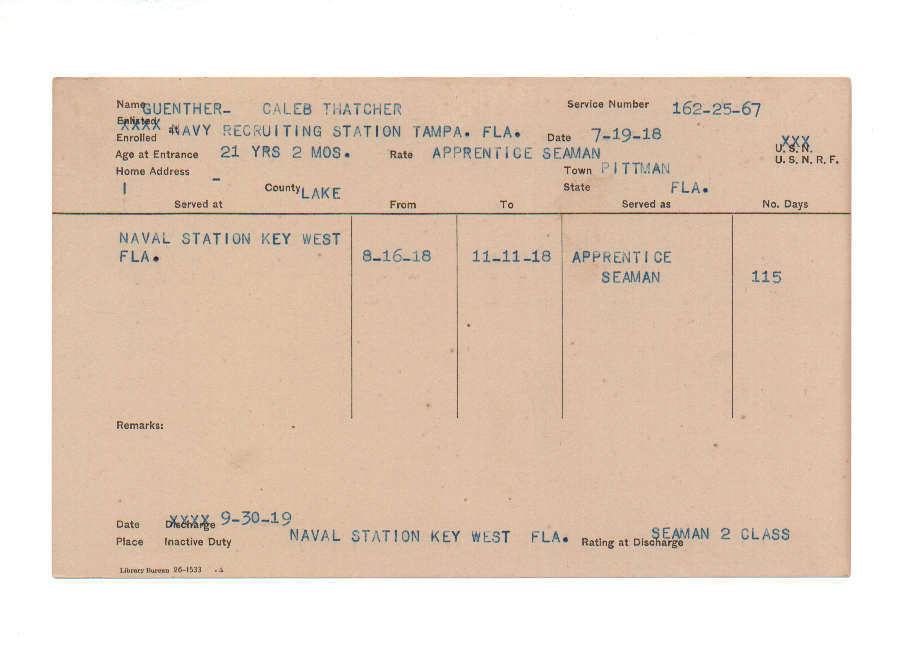 Name GUENTHER- CALEB THATCHER Service Number 162-25-67
Enlisted XXXX
Enrolled at NAVY RECRUITING STATION TAMPA. FLA. Date 7-19-18 XXX
U. S. N.
Age at Entrance 21 YRS 2 MOS. Rate APPRENTICE SEAMAN U. S. N. R. F.
Home Address - Town PITTMAN
1 County LAKE State FLA.
Served at From To Served as No. Days
NAVAL STATION KEY WEST
FLA. 8-16-18 11-11-18 APPRENTICE
SEAMAN 115
Remarks:
Date Discharge XXXX 9-30-19
Place Inactive Duty NAVAL STATION KEY WEST FLA. Rating at Discharge SEAMAN 2 CLASS
Library Bureau 26-1533